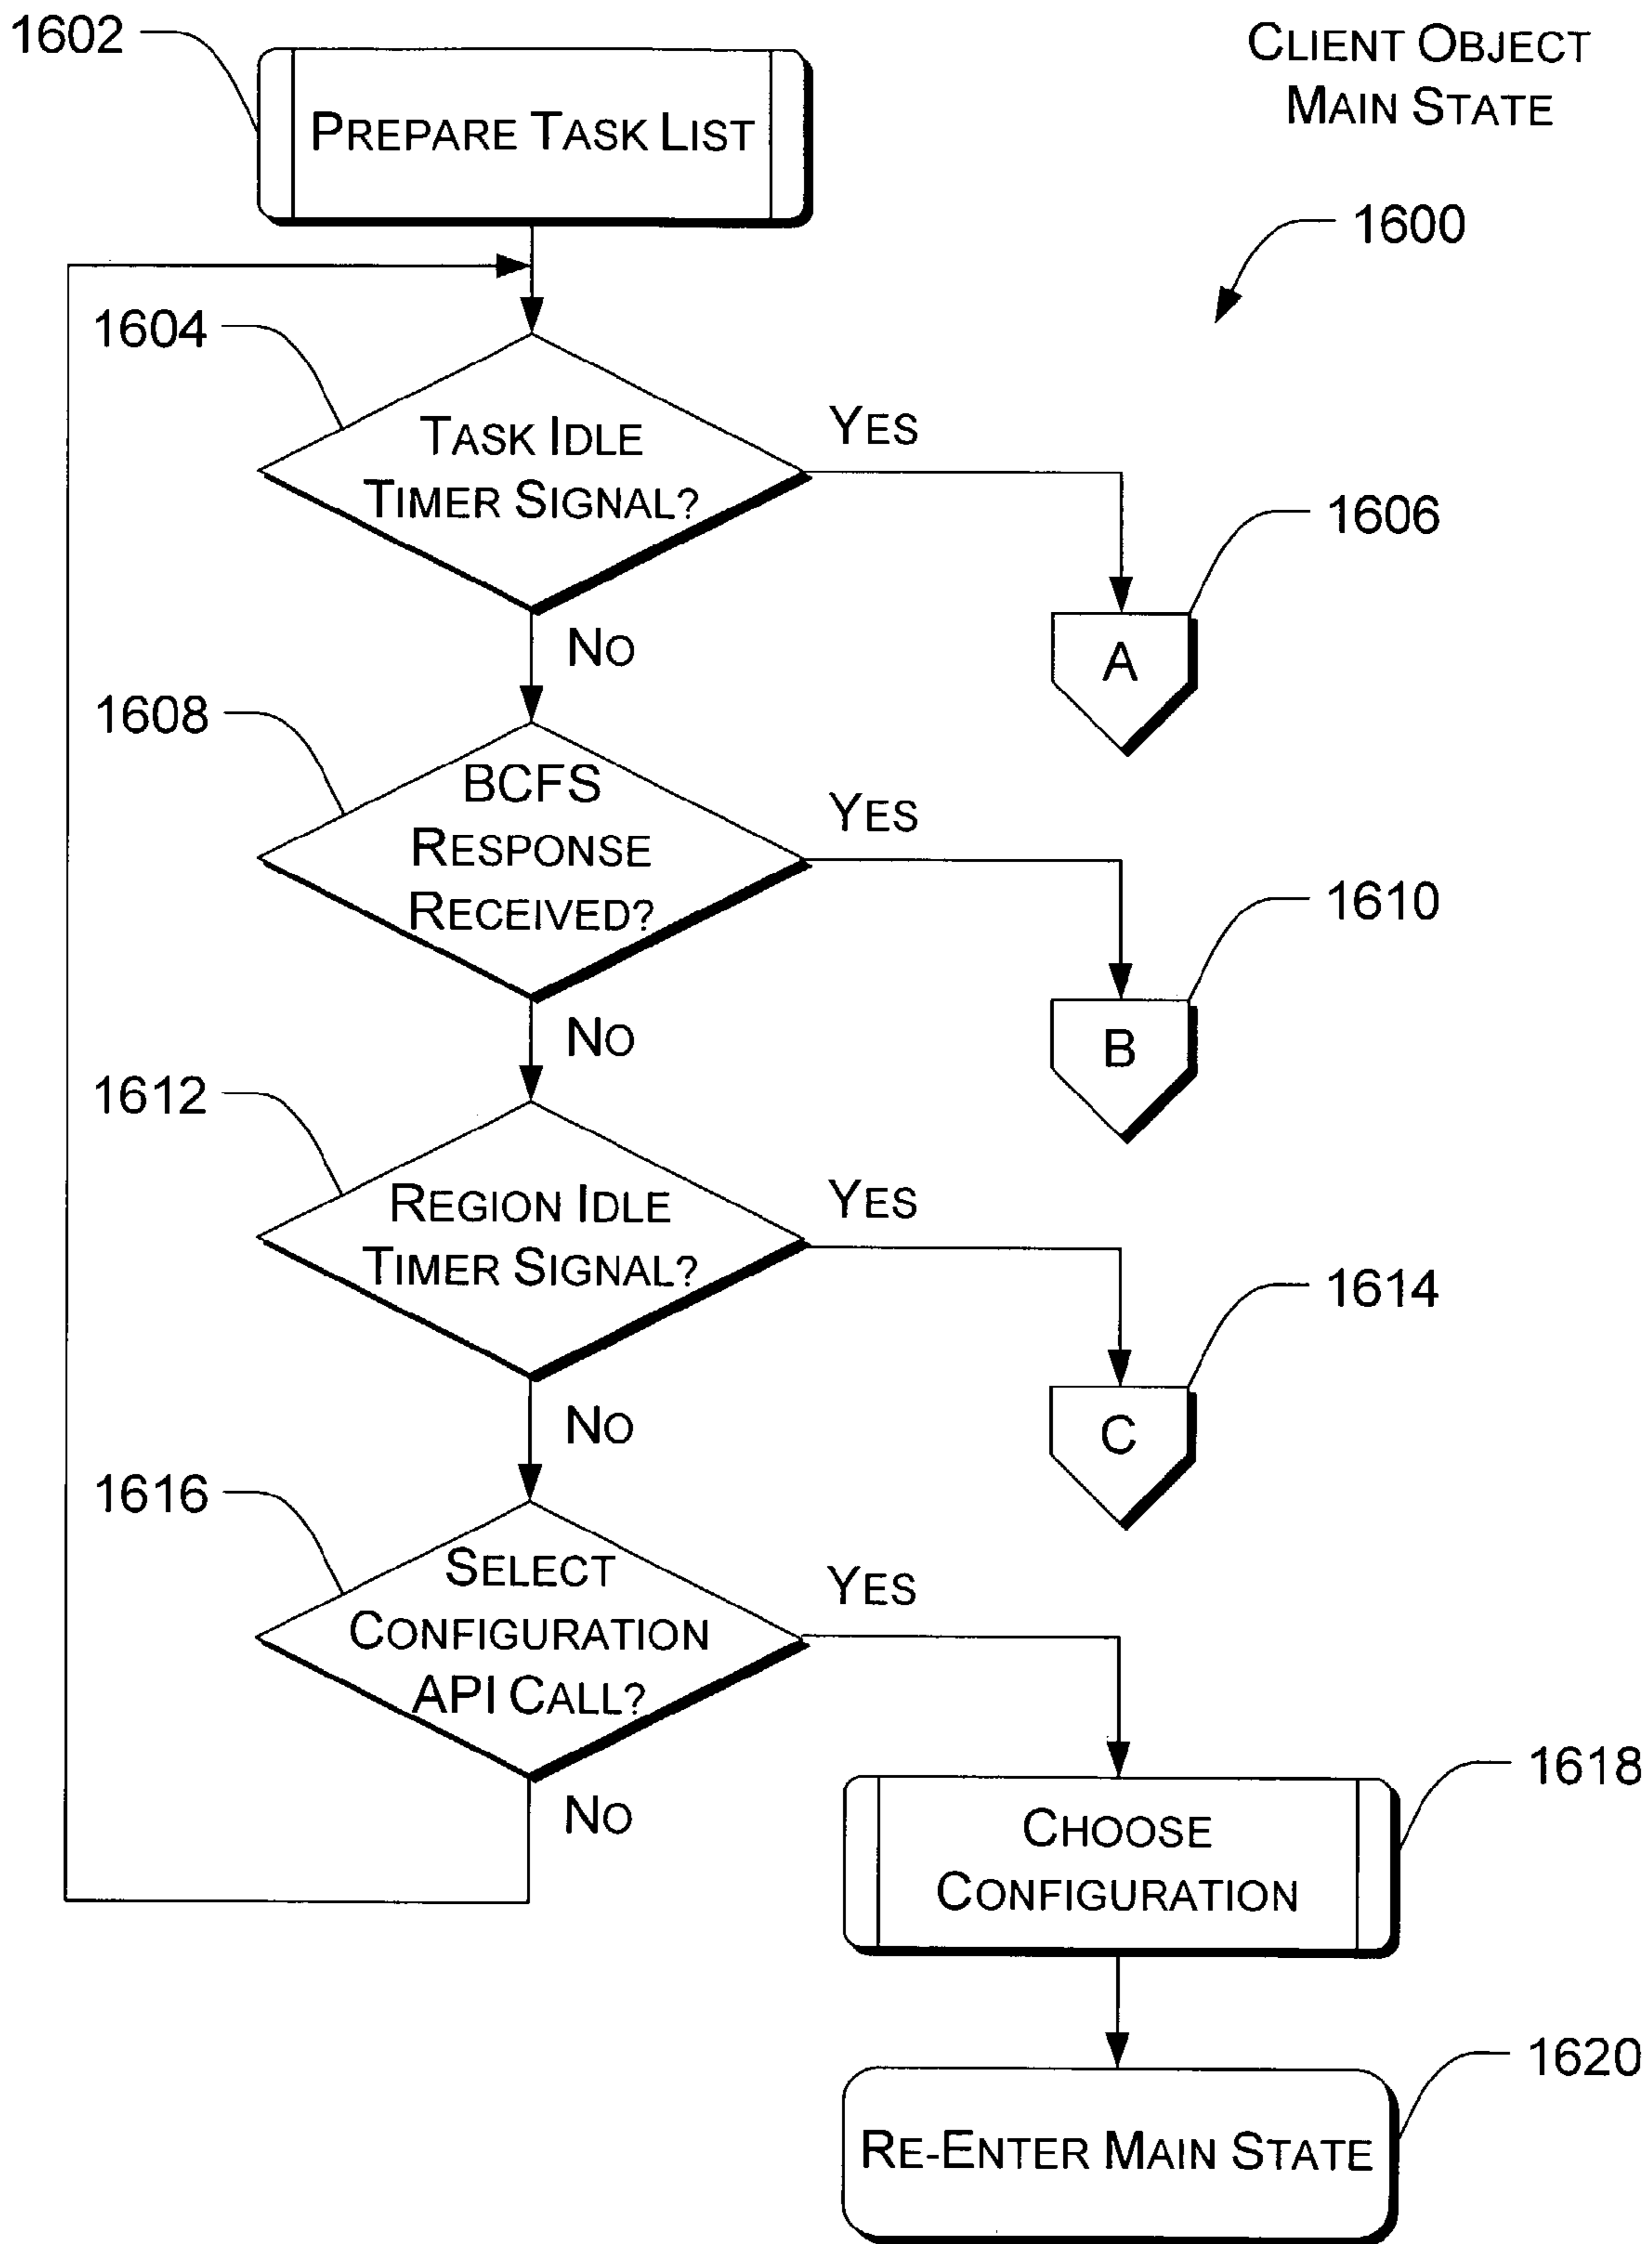 1602
CLIENT OBJECT
MAIN STATE
PREPARE TASK LIST
1600
1604
TASK IDLE
TIMER SIGNAL?
YES
1606
A
NO
1608
BCFS
RESPONSE
RECEIVED?
YES
1610
B
NO
1612
REGION IDLE
TIMER SIGNAL?
YES
1614
C
NO
1616
SELECT
CONFIGURATION
API CALL?
YES
1618
NO
CHOOSE
CONFIGURATION
1620
RE-ENTER MAIN STATE